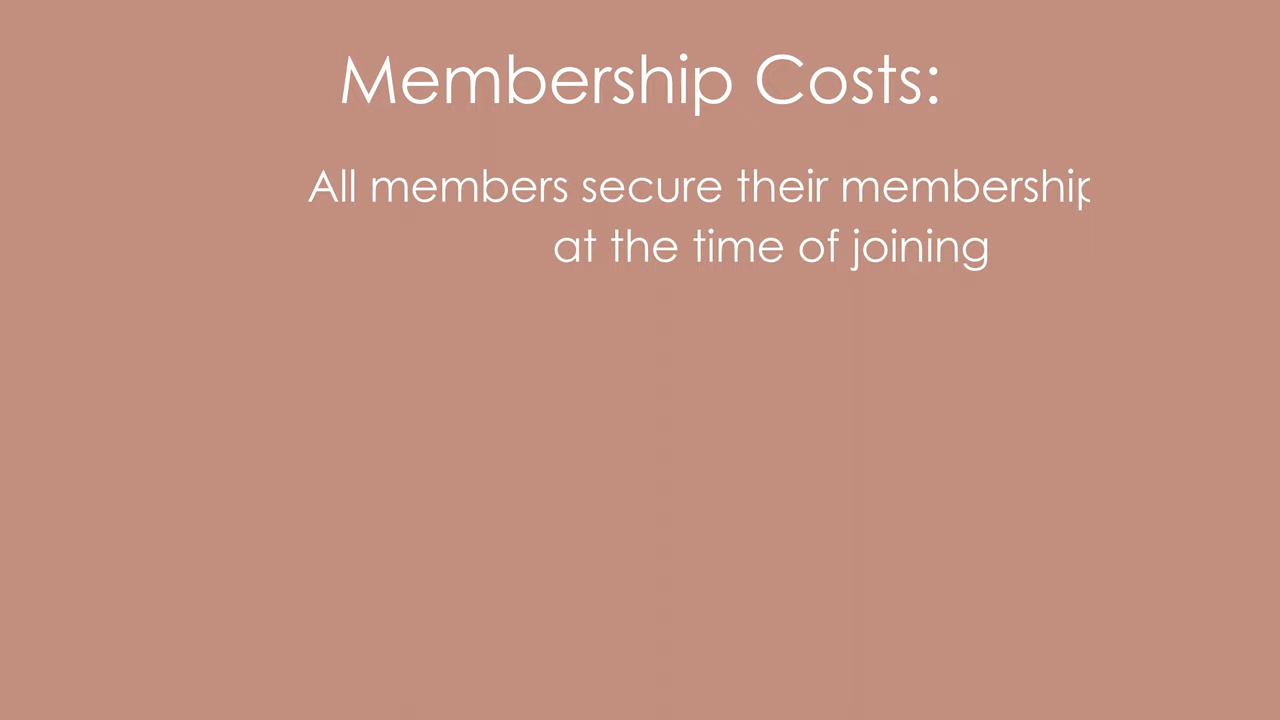 Membership Costs:
All members secure their membership
at the time of joining